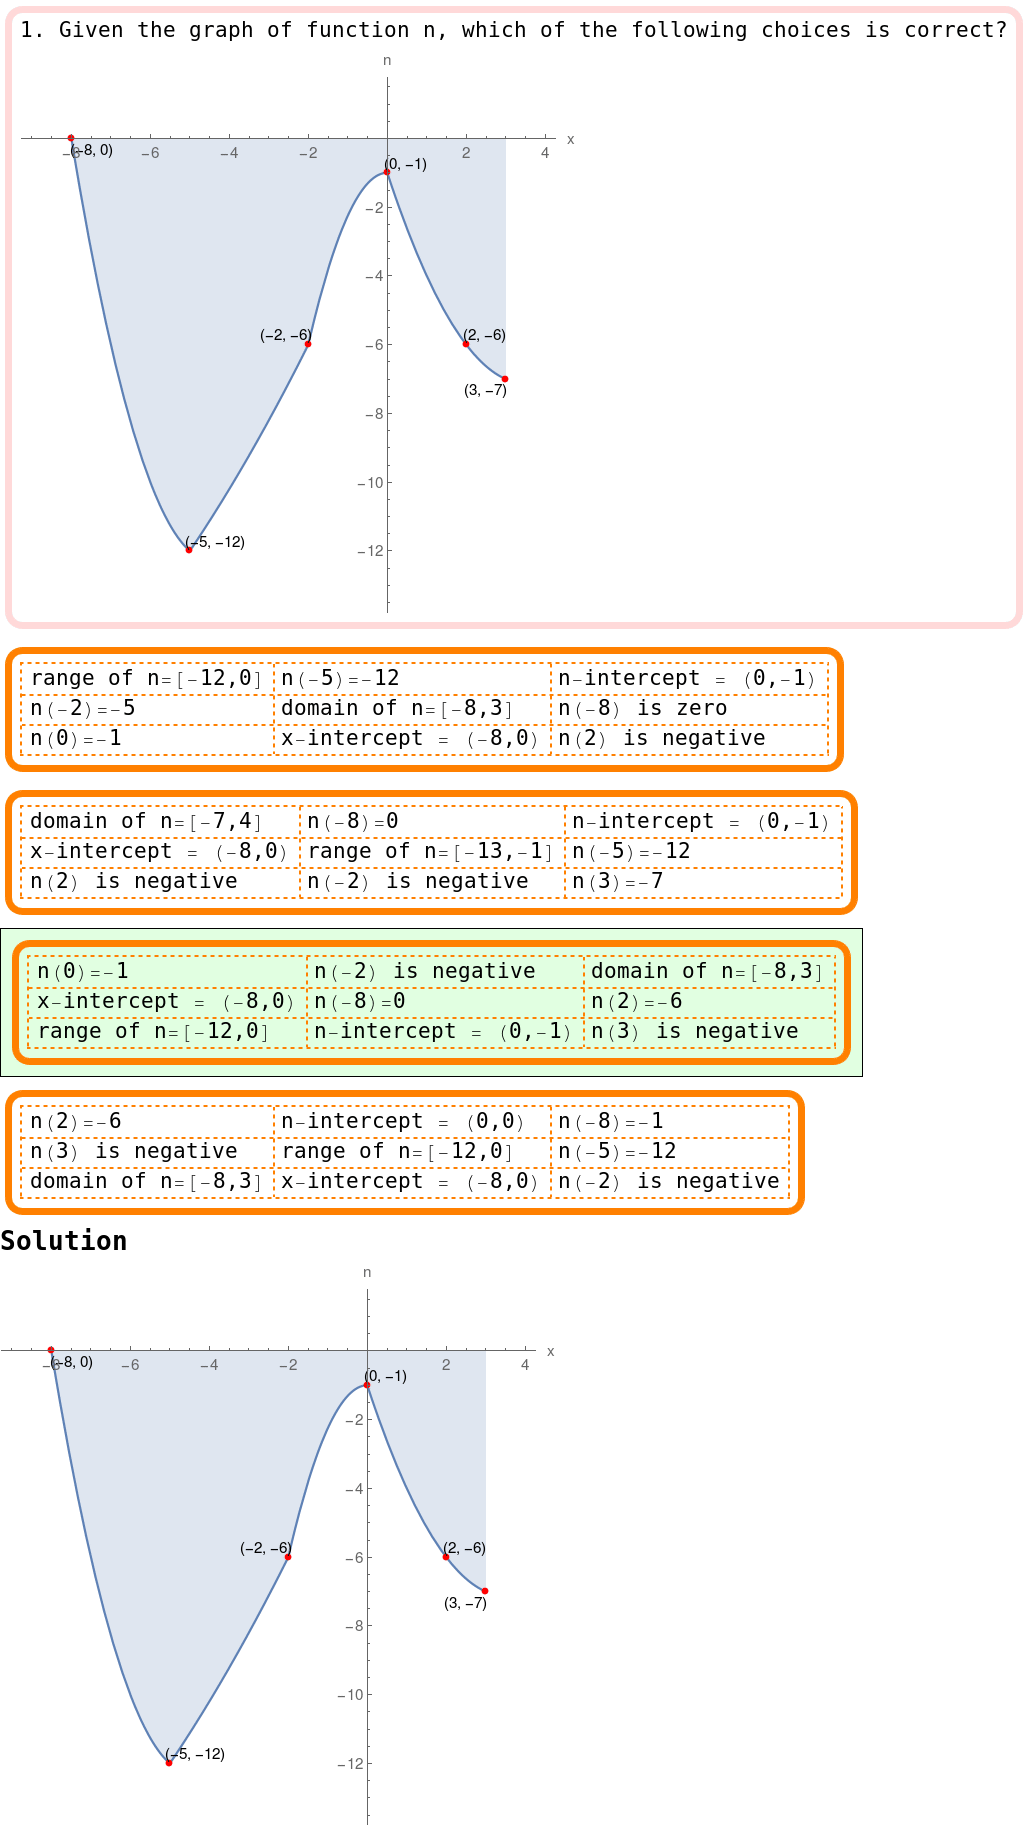 1. Given the graph of function n, which of the following choices is correct?
n
x
(−8, 0)
−8 −6 −4 −2 2 4
(0, −1)
−2
−4
(−2, −6)
(2, −6)
−6
(3, −7)
−8
−10
(−5, −12)
−12
range of n=[−12,0] n(−5)=−12 n−intercept = (0,−1)
n(−2)=−5 domain of n=[−8,3] n(−8) is zero
n(0)=−1 x−intercept = (−8,0) n(2) is negative
domain of n=[−7,4] n(−8)=0 n−intercept = (0,−1)
x−intercept = (−8,0) range of n=[−13,−1] n(−5)=−12
n(2) is negative n(−2) is negative n(3)=−7
n(0)=−1 n(−2) is negative domain of n=[−8,3]
x−intercept = (−8,0) n(−8)=0 n(2)=−6
range of n=[−12,0] n−intercept = (0,−1) n(3) is negative
n(2)=−6 n−intercept = (0,0) n(−8)=−1
n(3) is negative range of n=[−12,0] n(−5)=−12
domain of n=[−8,3] x−intercept = (−8,0) n(−2) is negative
Solution
n
x
(−8, 0)
−8 −6 −4 −2 2 4
(0, −1)
−2
−4
(−2, −6)
(2, −6)
−6
(3, −7)
−8
−10
(−5, −12)
−12